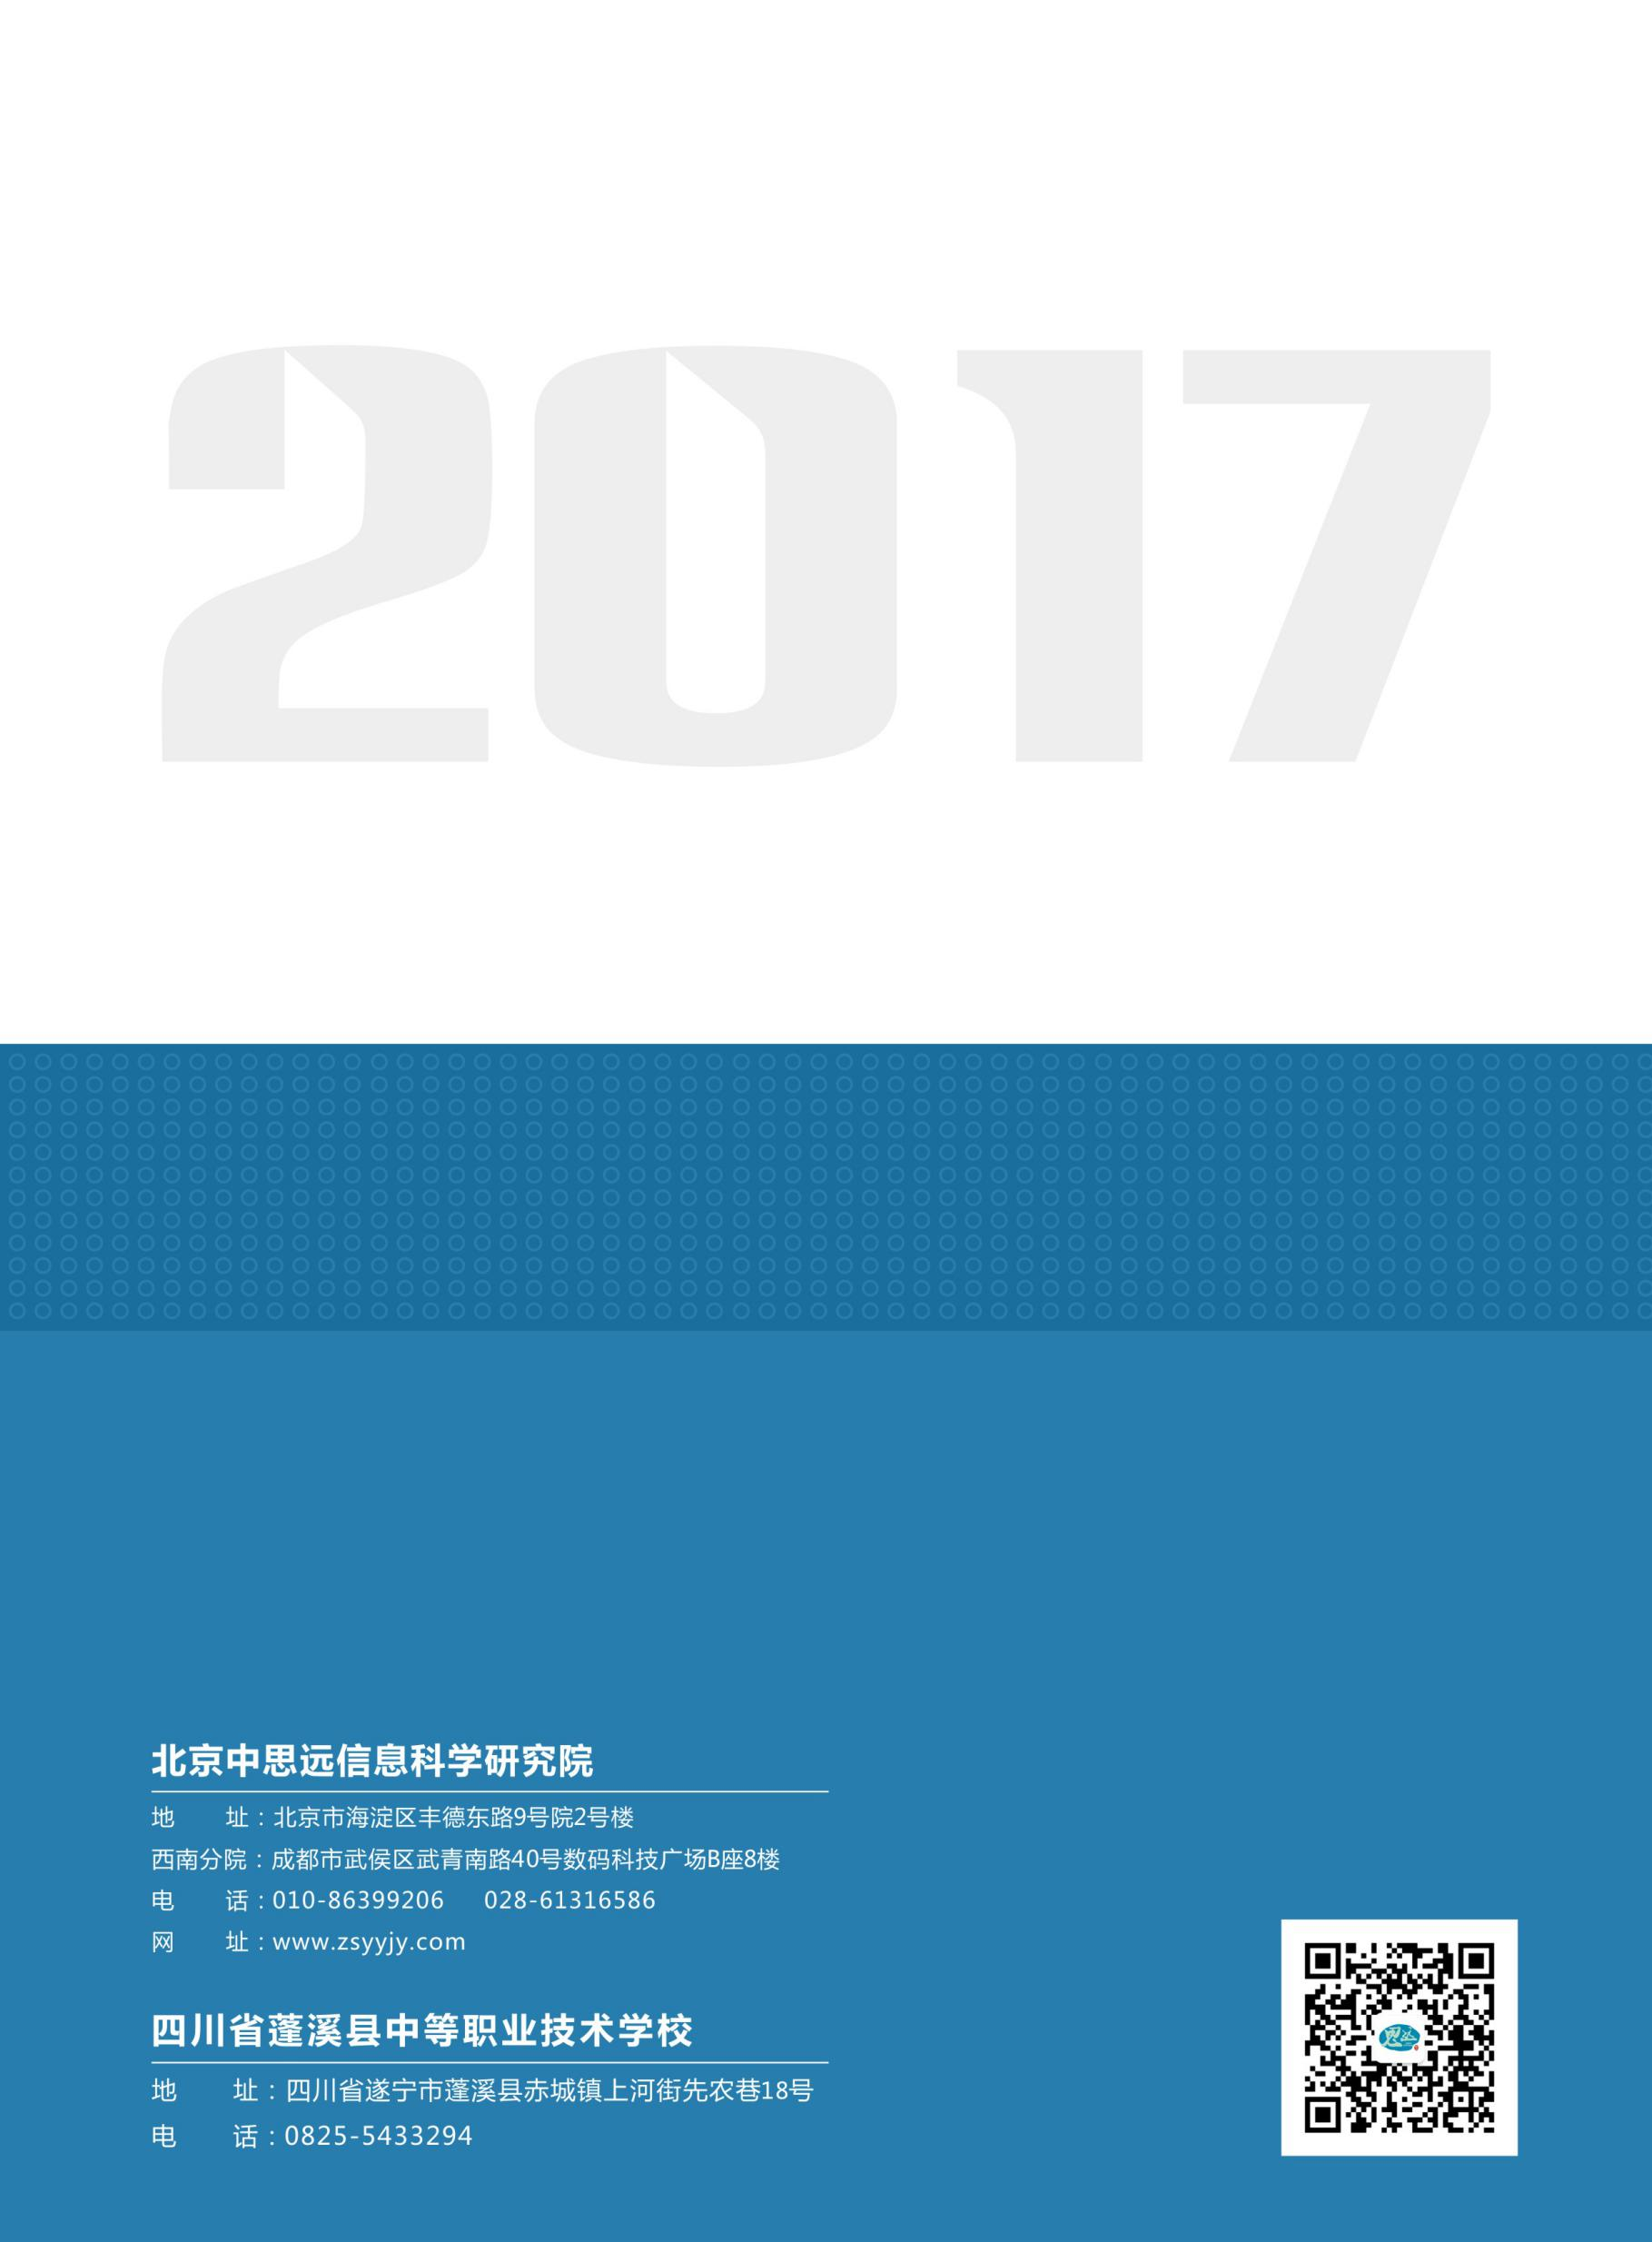 2017
北京中思远信息科学研究院
地 址：北京市海淀区丰德东路9号院2号楼
西南分院：成都市武侯区武青南路40号数码科技广场B座8楼
电 话：010-86399206 028-61316586
网 址：www.zsyyjy.com
四川省蓬溪县中等职业技术学校
地 址：四川省遂宁市蓬溪县赤城镇上河街先农巷18号
电 话：0825-5433294